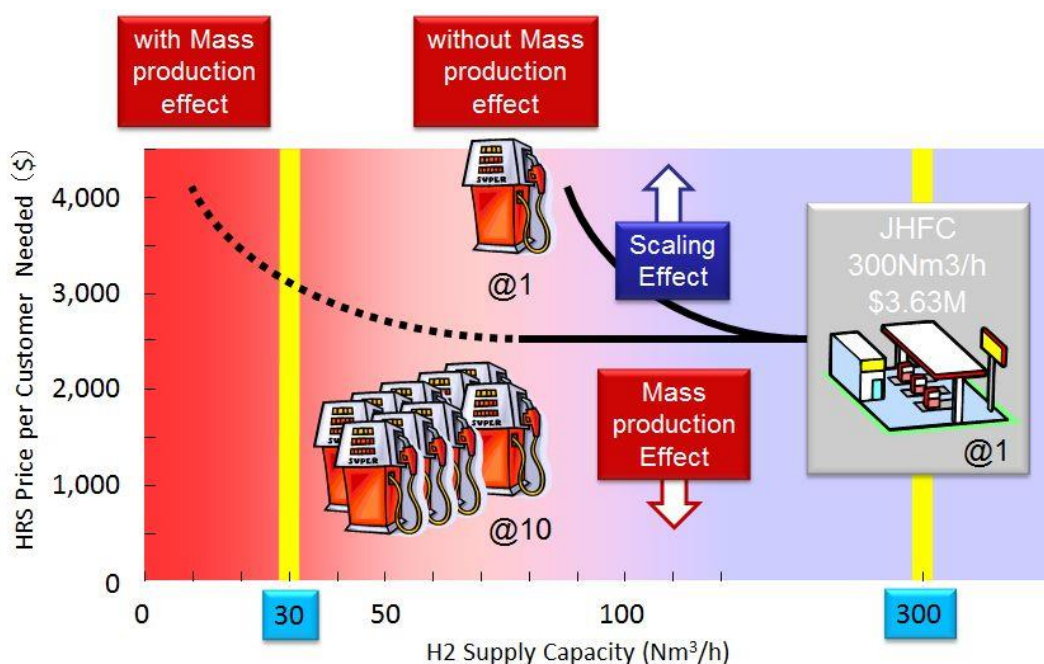 with Mass
production
effect
without Mass
production
effect
HRS Price per Customer Needed ($)
4,000
3,000
2,000
1,000
0
SUPER
@1
Scaling
Effect
JHFC
300Nm3/h
$3.63M
@1
SUPER
@10
Mass
production
Effect
0
30
50
100
300
H2 Supply Capacity (Nm³/h)